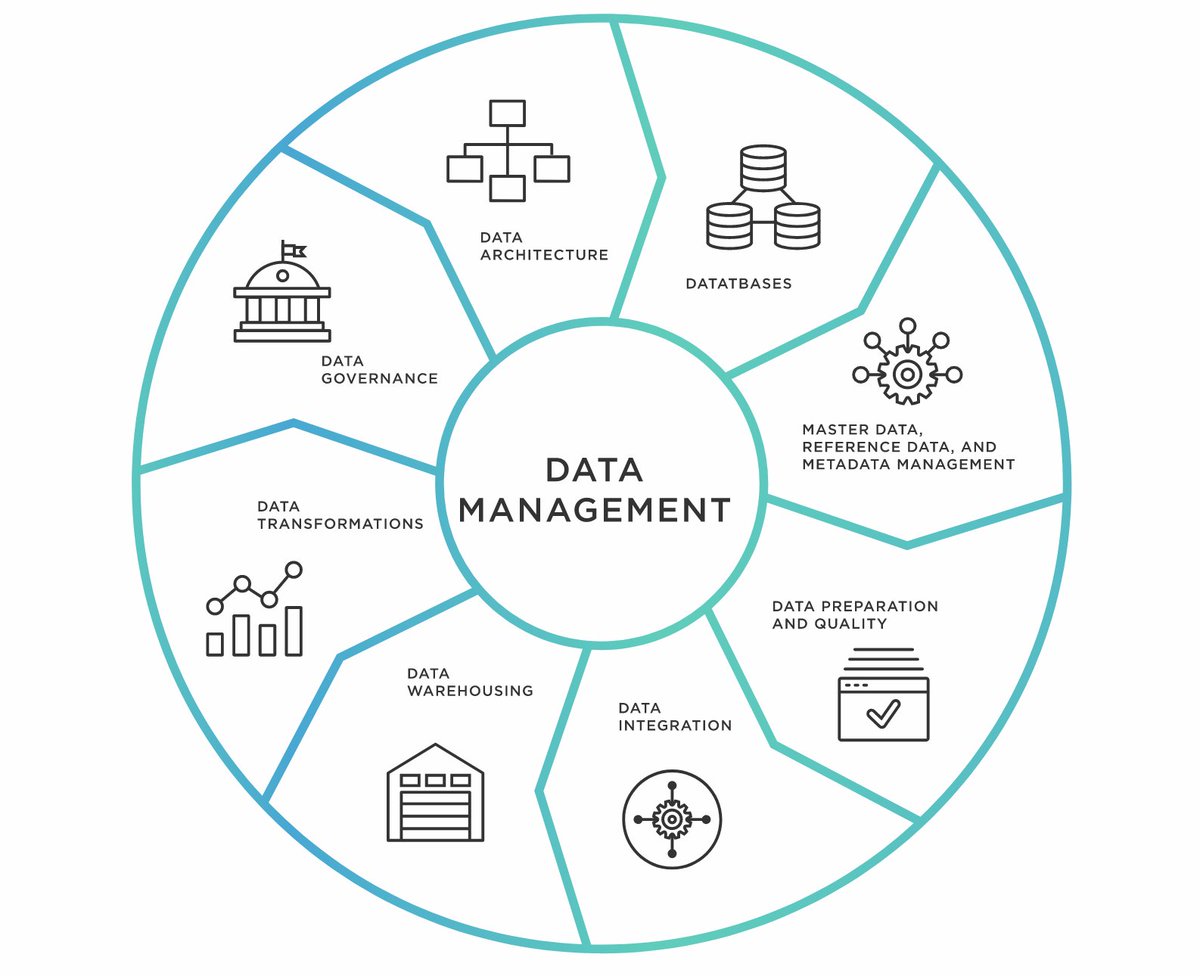 DATA
ARCHITECTURE
DATATBASES
MASTER DATA,
REFERENCE DATA, AND
METADATA MANAGEMENT
DATA PREPARATION
AND QUALITY
DATA
INTEGRATION
DATA
WAREHOUSING
DATA
TRANSFORMATIONS
DATA
GOVERNANCE
DATA
MANAGEMENT